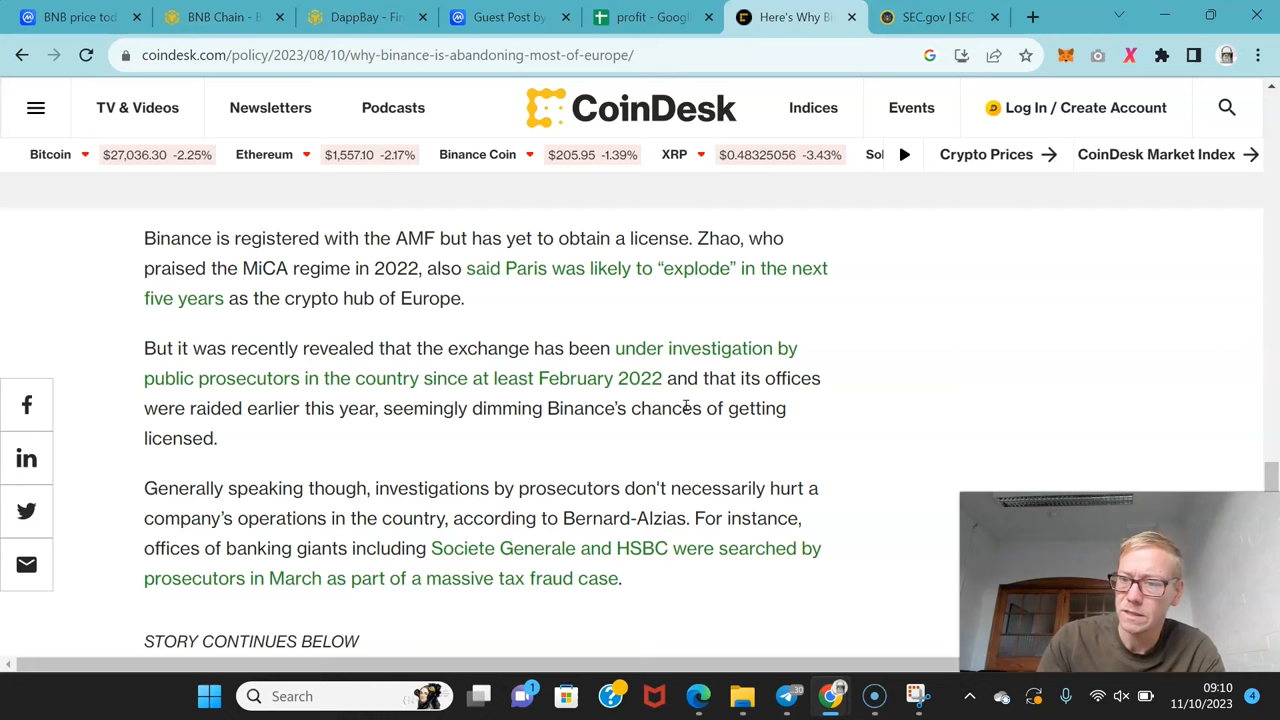 BNB price tod
BNB Chain - B
DappBay - Fin
Guest Post by
profit - Googl
Here's Why Bi
SEC.gov | SEC
coindesk.com/policy/2023/08/10/why-binance-is-abandoning-most-of-europe/
TV & Videos Newsletters Podcasts CoinDesk Indices Events Log In / Create Account
Bitcoin $27,036.30 -2.25% Ethereum $1,557.10 -2.17% Binance Coin $205.95 -1.39% XRP $0.48325056 -3.43% Sol Crypto Prices CoinDesk Market Index
Binance is registered with the AMF but has yet to obtain a license. Zhao, who
praised the MiCA regime in 2022, also said Paris was likely to “explode” in the next
five years as the crypto hub of Europe.
But it was recently revealed that the exchange has been under investigation by
public prosecutors in the country since at least February 2022 and that its offices
were raided earlier this year, seemingly dimming Binance’s chances of getting
licensed.
Generally speaking though, investigations by prosecutors don't necessarily hurt a
company’s operations in the country, according to Bernard-Alzias. For instance,
offices of banking giants including Societe Generale and HSBC were searched by
prosecutors in March as part of a massive tax fraud case.
STORY CONTINUES BELOW
Search
1
30
09:10
11/10/2023
4